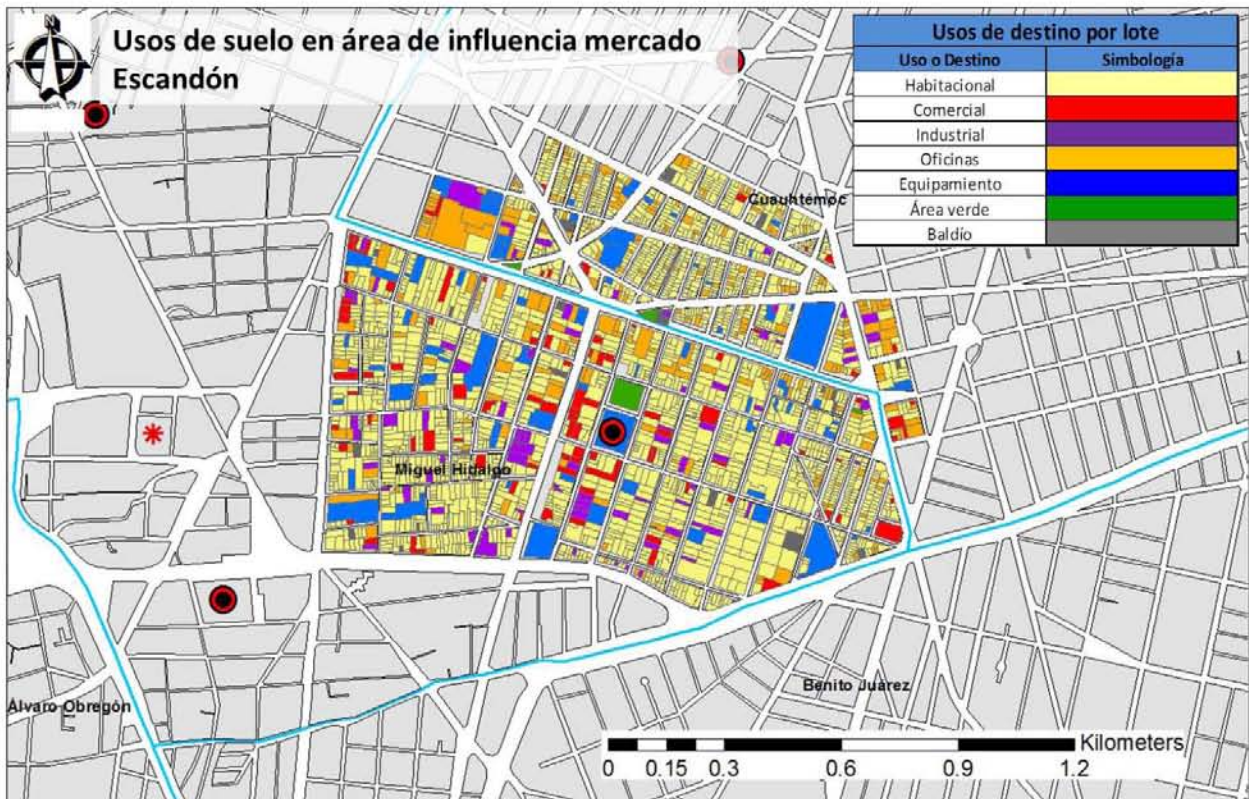 N
Usos de suelo en área de influencia mercado
Escandón
Usos de destino por lote
Uso o Destino
Simbología
Habitacional
Comercial
Industrial
Oficinas
Equipamiento
Área verde
Baldío
Cuauhtémoc
Miguel Hidalgo
Benito Juárez
Álvaro Obregón
Kilometers
0 0.15 0.3 0.6 0.9 1.2